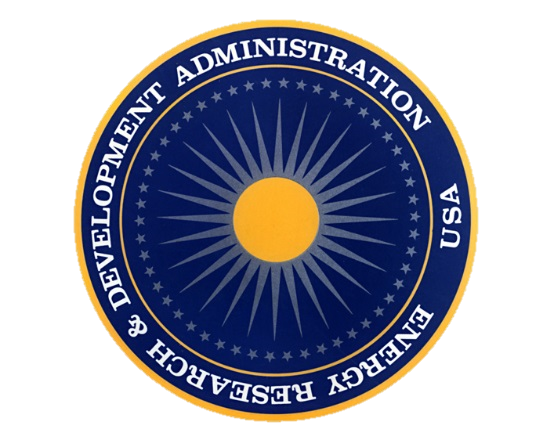 ENERGY RESEARCH & DEVELOPMENT ADMINISTRATION
USA